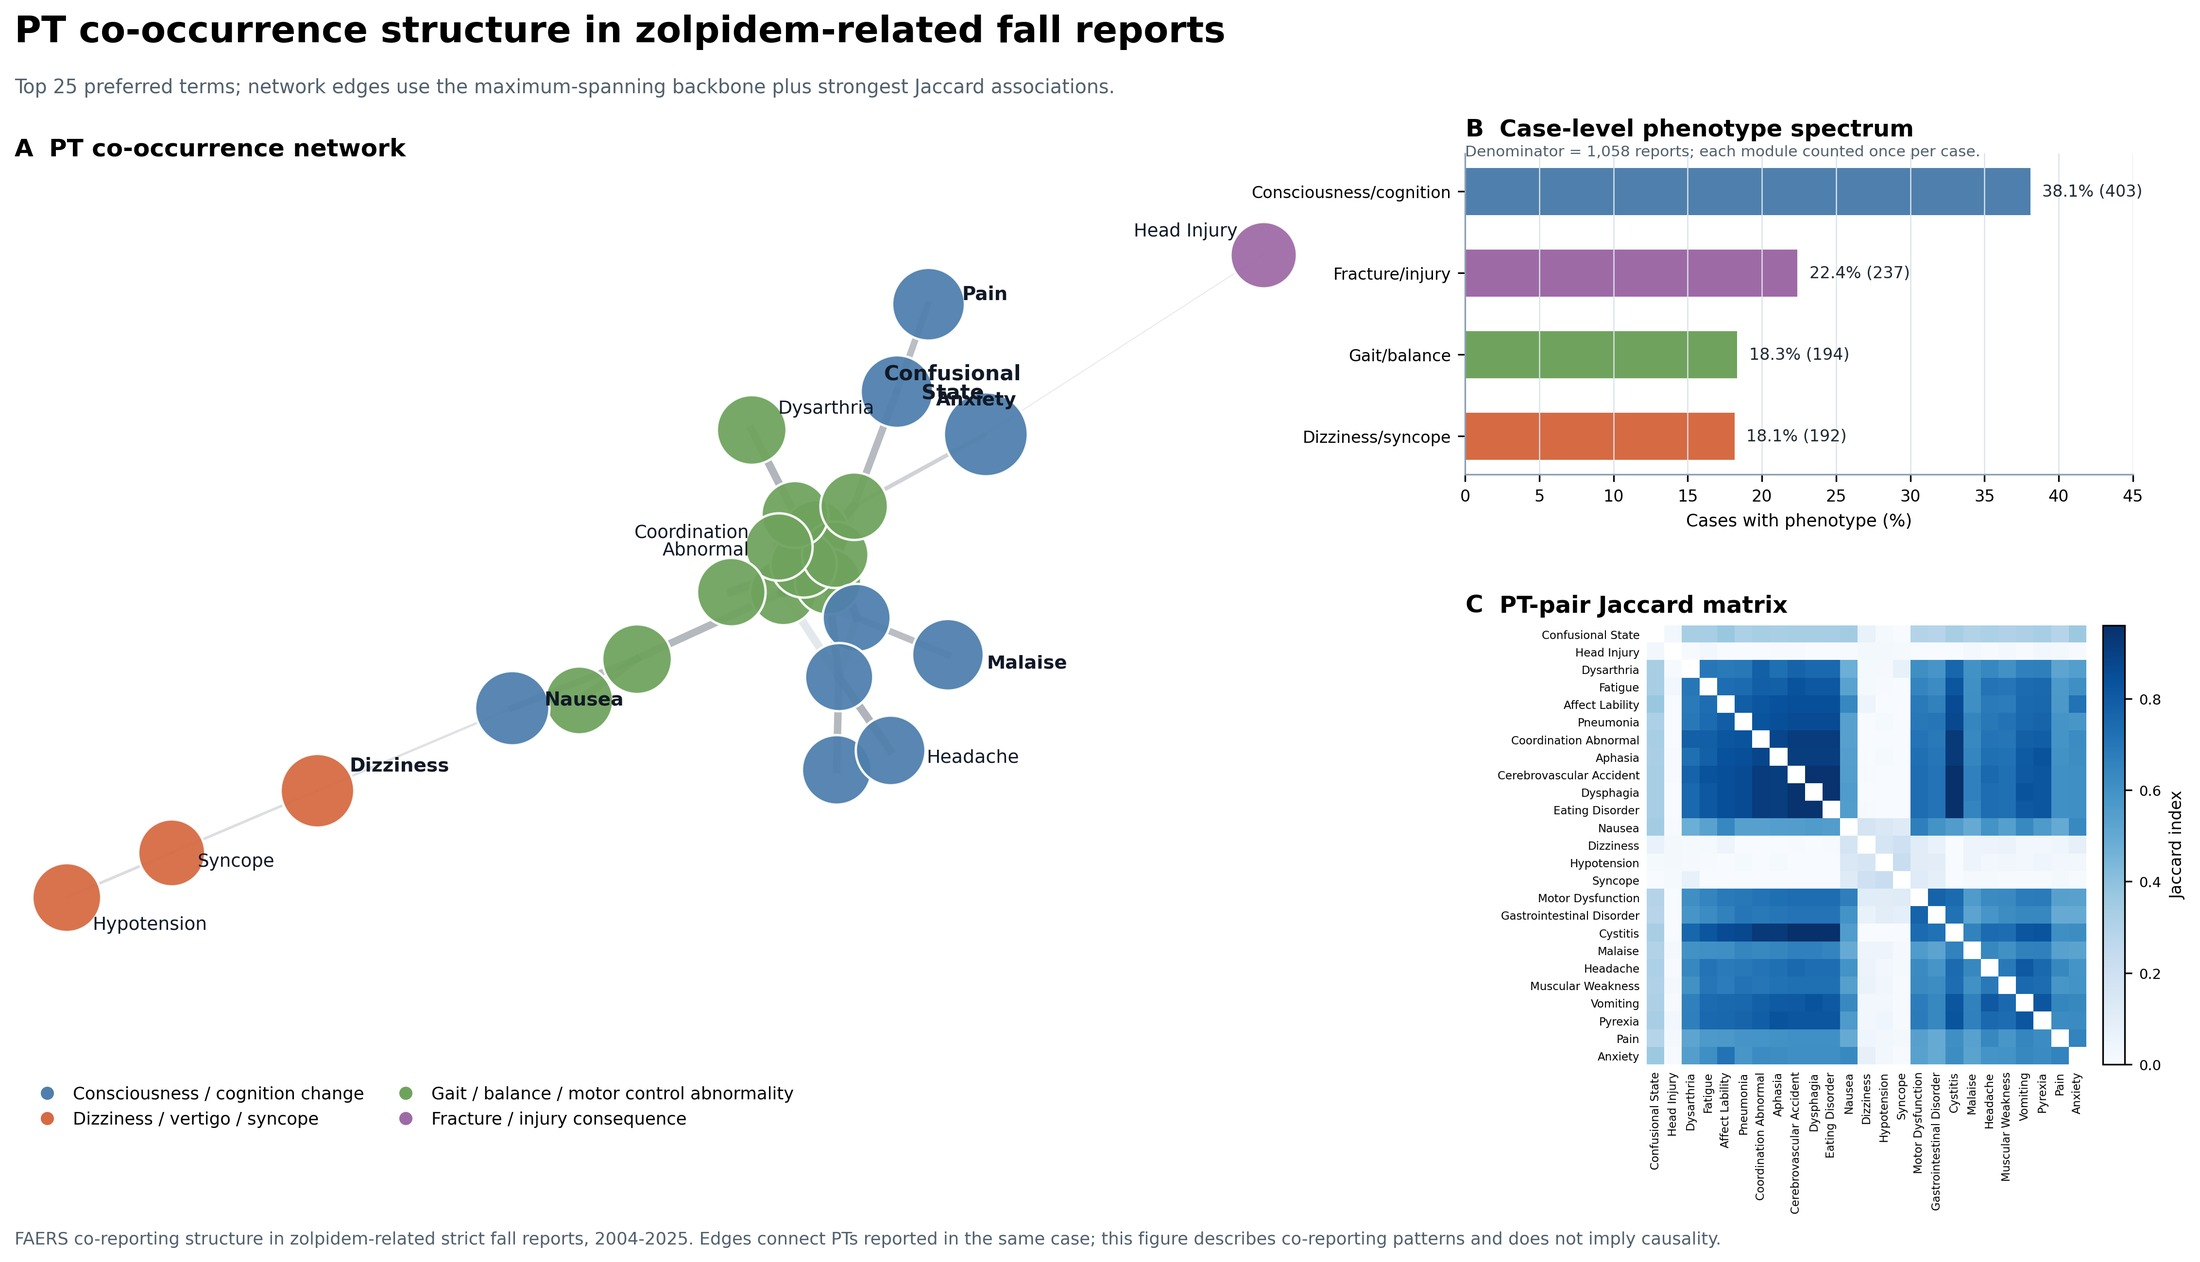 PT co-occurrence structure in zolpidem-related fall reports
Top 25 preferred terms; network edges use the maximum-spanning backbone plus strongest Jaccard associations.
A PT co-occurrence network
Head Injury
Pain
Confusional
State
Anxiety
Dysarthria
Coordination
Abnormal
Malaise
Nausea
Headache
Dizziness
Syncope
Hypotension
Consciousness / cognition change
Dizziness / vertigo / syncope
Gait / balance / motor control abnormality
Fracture / injury consequence
B Case-level phenotype spectrum
Denominator = 1,058 reports; each module counted once per case.
Consciousness/cognition
38.1% (403)
Fracture/injury
22.4% (237)
Gait/balance
18.3% (194)
Dizziness/syncope
18.1% (192)
0 5 10 15 20 25 30 35 40 45
Cases with phenotype (%)
C PT-pair Jaccard matrix
Confusional State
Head Injury
Dysarthria
Fatigue
Affect Lability
Pneumonia
Coordination Abnormal
Aphasia
Cerebrovascular Accident
Dysphagia
Eating Disorder
Nausea
Dizziness
Hypotension
Syncope
Motor Dysfunction
Gastrointestinal Disorder
Cystitis
Malaise
Headache
Muscular Weakness
Vomiting
Pyrexia
Pain
Anxiety
Confusional State
Head Injury
Dysarthria
Fatigue
Affect Lability
Pneumonia
Coordination Abnormal
Aphasia
Cerebrovascular Accident
Dysphagia
Eating Disorder
Nausea
Dizziness
Hypotension
Syncope
Motor Dysfunction
Gastrointestinal Disorder
Cystitis
Malaise
Headache
Muscular Weakness
Vomiting
Pyrexia
Pain
Anxiety
0.8
0.6
0.4
0.2
0.0
Jaccard index
FAERS co-reporting structure in zolpidem-related strict fall reports, 2004-2025. Edges connect PTs reported in the same case; this figure describes co-reporting patterns and does not imply causality.